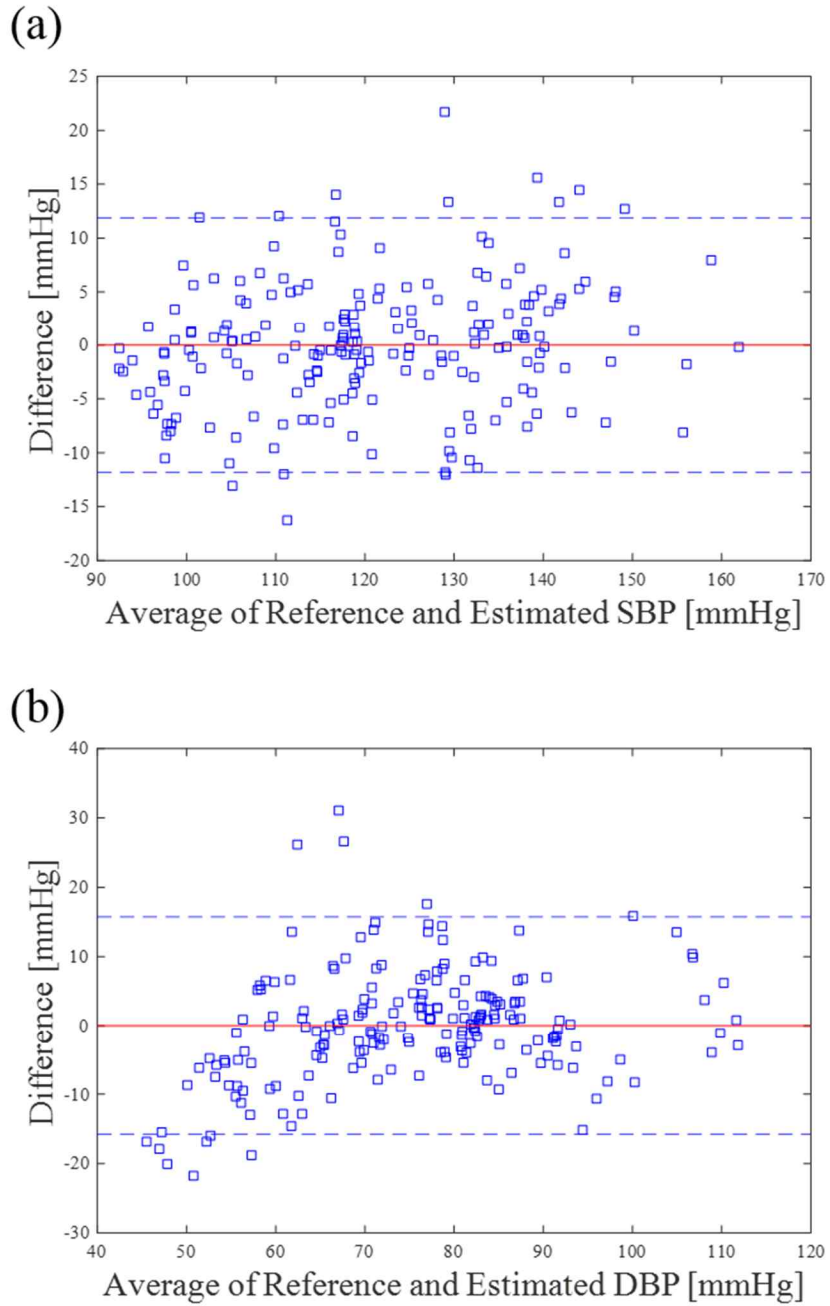 (a)
25
20
15
10
5
0
-5
-10
-15
-20
Difference [mmHg]
90 100 110 120 130 140 150 160 170
Average of Reference and Estimated SBP [mmHg]
(b)
40
30
20
10
0
-10
-20
-30
Difference [mmHg]
40 50 60 70 80 90 100 110 120
Average of Reference and Estimated DBP [mmHg]